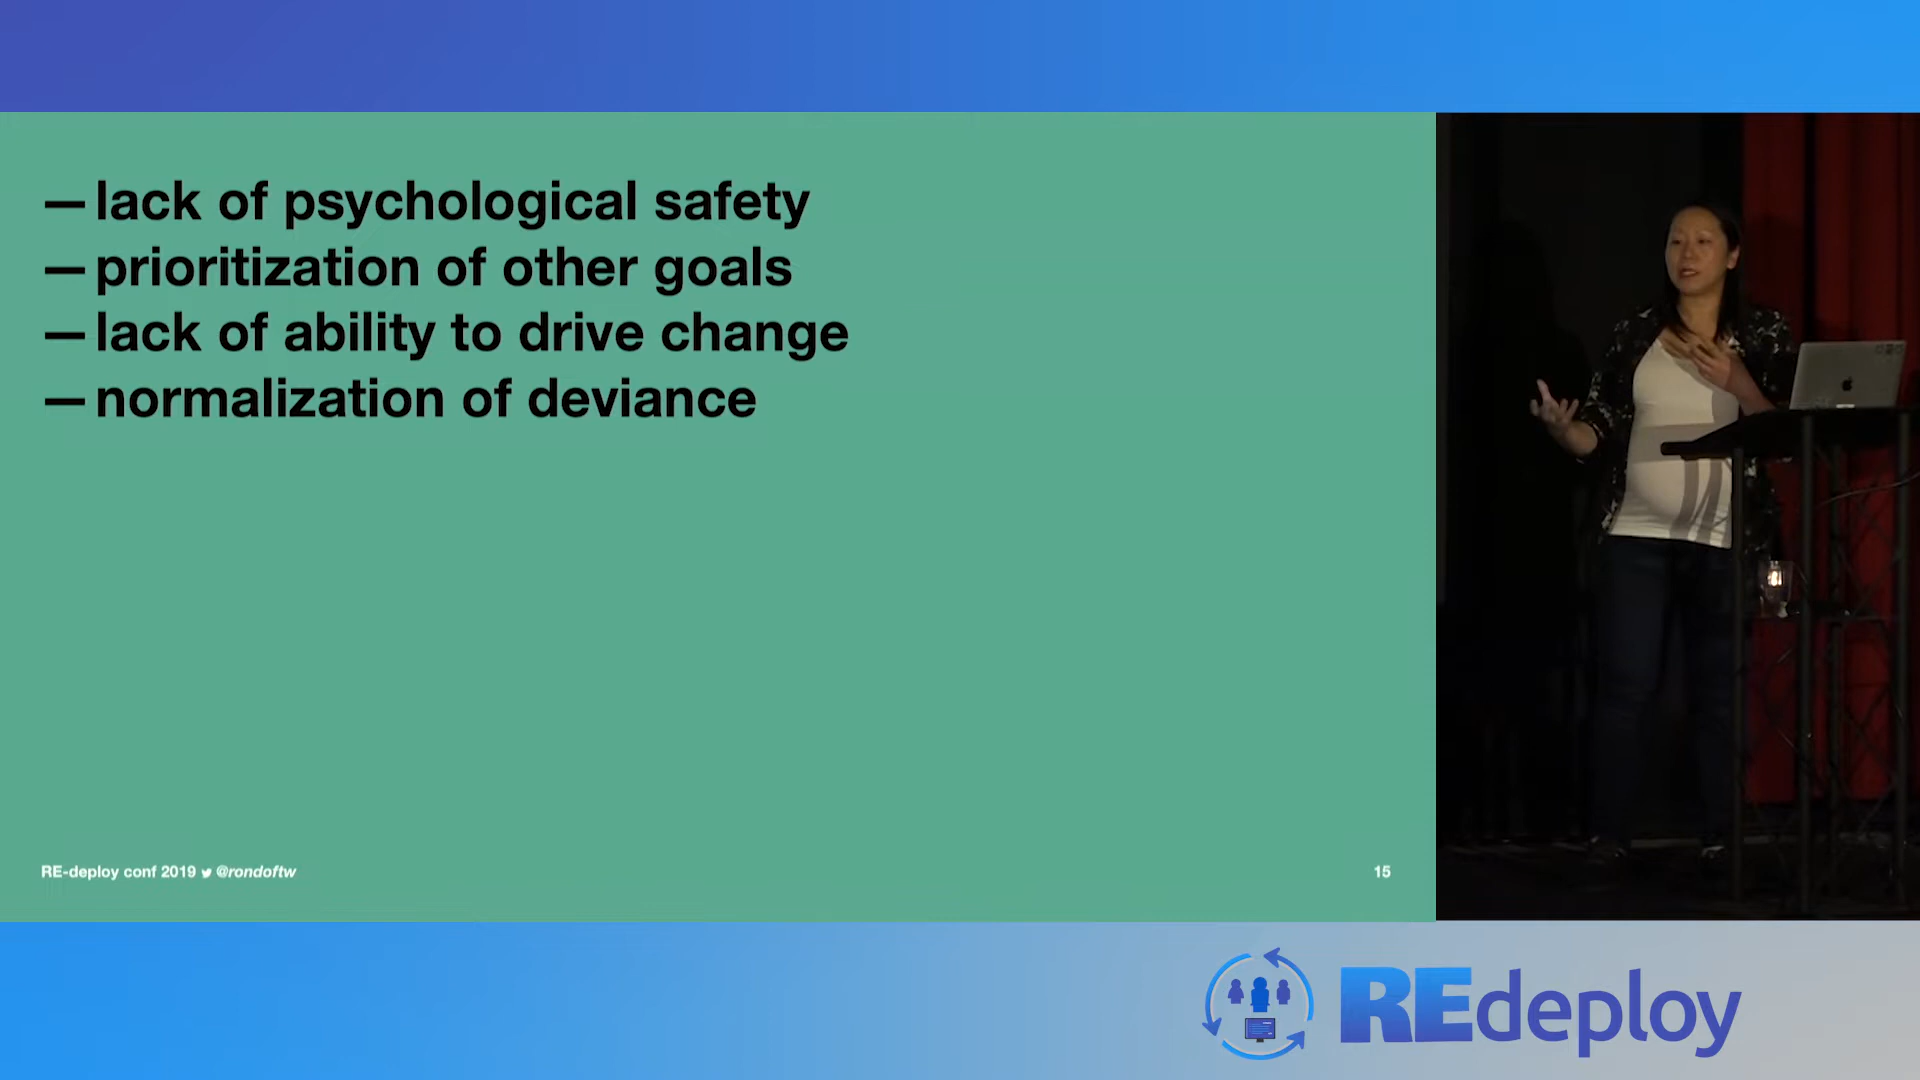 — lack of psychological safety
— prioritization of other goals
— lack of ability to drive change
— normalization of deviance
RE-deploy conf 2019 @rondoftw
15
REdeploy